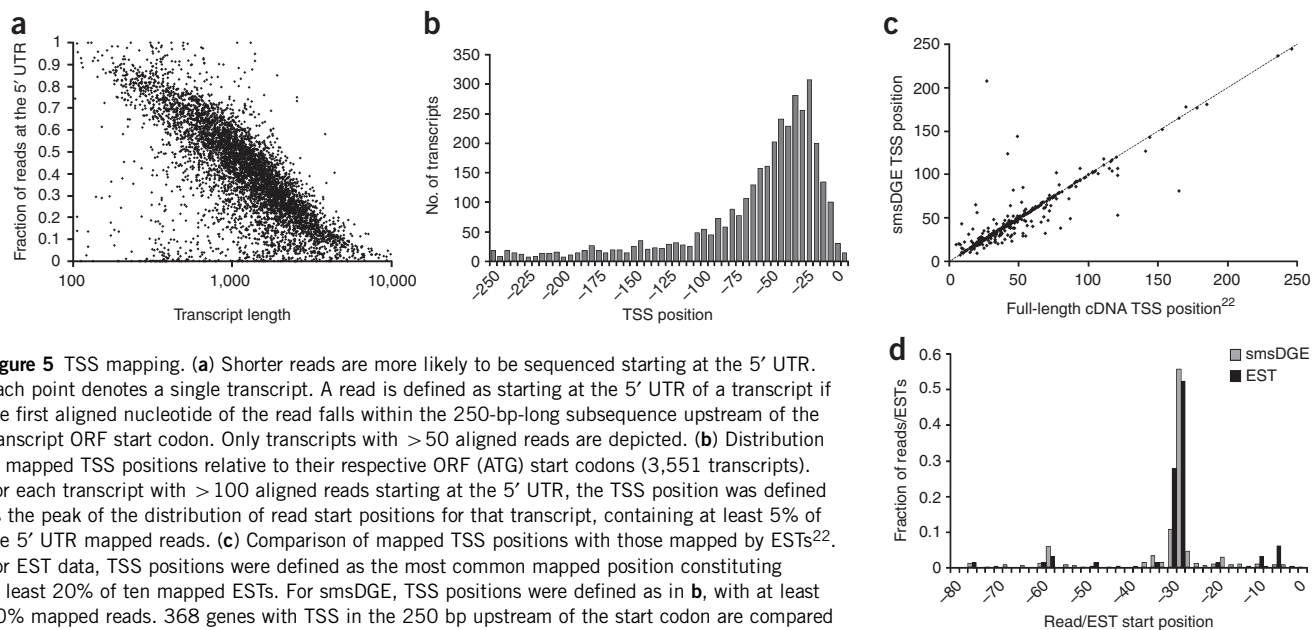 a
Fraction of reads at the 5′ UTR
1
0.9
0.8
0.7
0.6
0.5
0.4
0.3
0.2
0.1
0
100
1,000
10,000
Transcript length
b
No. of transcripts
350
300
250
200
150
100
50
0
–250
–225
–200
–175
–150
–125
–100
–75
–50
–25
0
TSS position
c
smsDGE TSS position
250
200
150
100
50
0
0
50
100
150
200
250
Full-length cDNA TSS position22
gure 5 TSS mapping. (a) Shorter reads are more likely to be sequenced starting at the 5′ UTR.
ach point denotes a single transcript. A read is defined as starting at the 5′ UTR of a transcript if
e first aligned nucleotide of the read falls within the 250-bp-long subsequence upstream of the
anscript ORF start codon. Only transcripts with >50 aligned reads are depicted. (b) Distribution
mapped TSS positions relative to their respective ORF (ATG) start codons (3,551 transcripts).
or each transcript with >100 aligned reads starting at the 5′ UTR, the TSS position was defined
s the peak of the distribution of read start positions for that transcript, containing at least 5% of
e 5′ UTR mapped reads. (c) Comparison of mapped TSS positions with those mapped by ESTs22.
or EST data, TSS positions were defined as the most common mapped position constituting
least 20% of ten mapped ESTs. For smsDGE, TSS positions were defined as in b, with at least
0% mapped reads. 368 genes with TSS in the 250 bp upstream of the start codon are compared
d
Fraction of reads/ESTs
0.6
0.5
0.4
0.3
0.2
0.1
0
smsDGE
EST
–80
–70
–60
–50
–40
–30
–20
–10
0
Read/EST start position